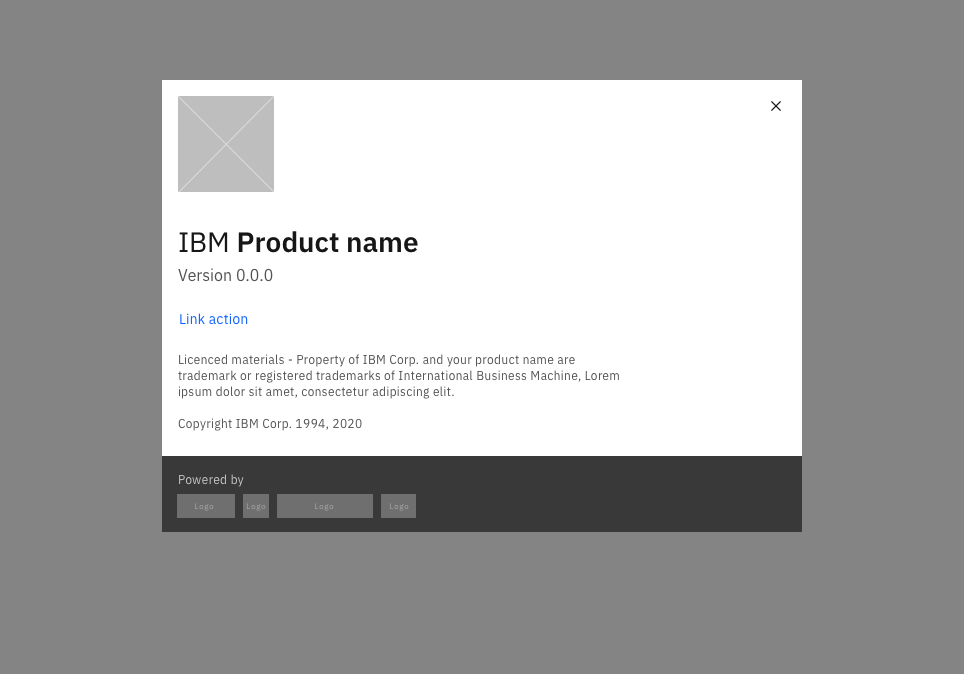 IBM Product name
Version 0.0.0
Link action
Licenced materials - Property of IBM Corp. and your product name are
trademark or registered trademarks of International Business Machine, Lorem
ipsum dolor sit amet, consectetur adipiscing elit.
Copyright IBM Corp. 1994, 2020
Powered by
Logo Logo Logo Logo